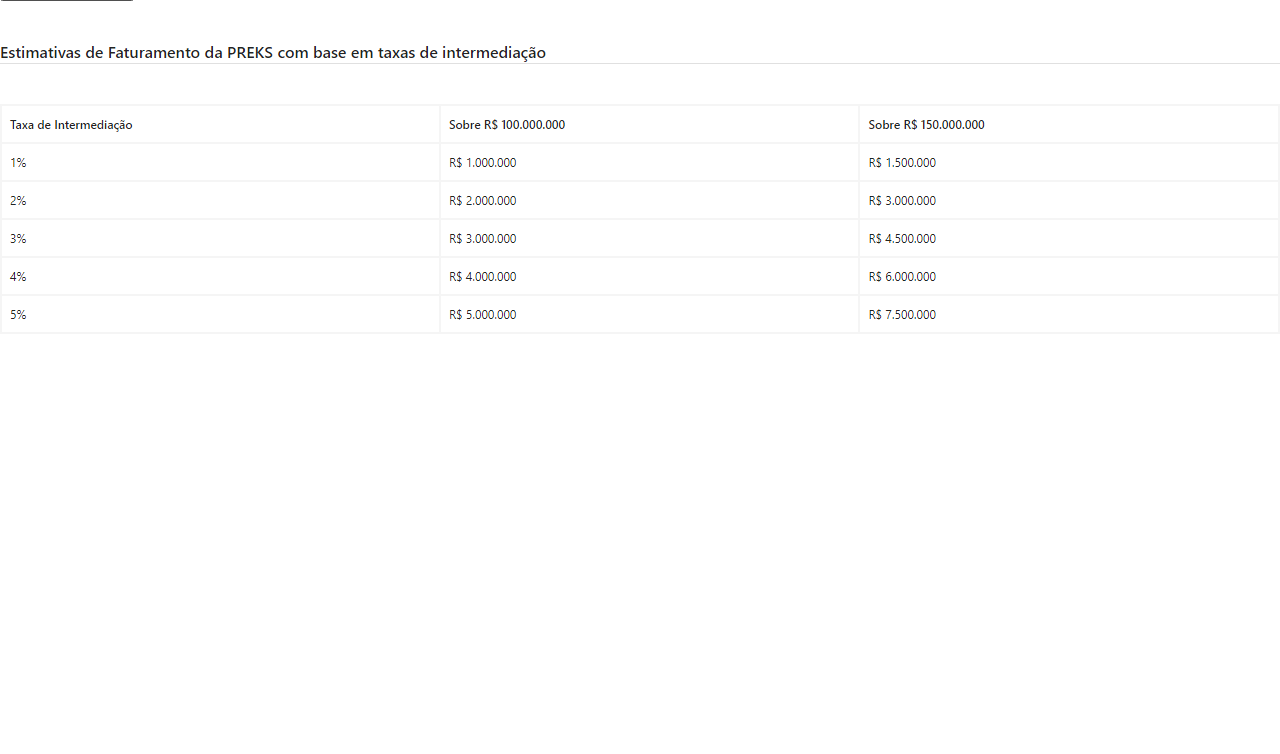 Estimativas de Faturamento da PREKS com base em taxas de intermediação
Taxa de Intermediação Sobre R$ 100.000.000 Sobre R$ 150.000.000
1% R$ 1.000.000 R$ 1.500.000
2% R$ 2.000.000 R$ 3.000.000
3% R$ 3.000.000 R$ 4.500.000
4% R$ 4.000.000 R$ 6.000.000
5% R$ 5.000.000 R$ 7.500.000